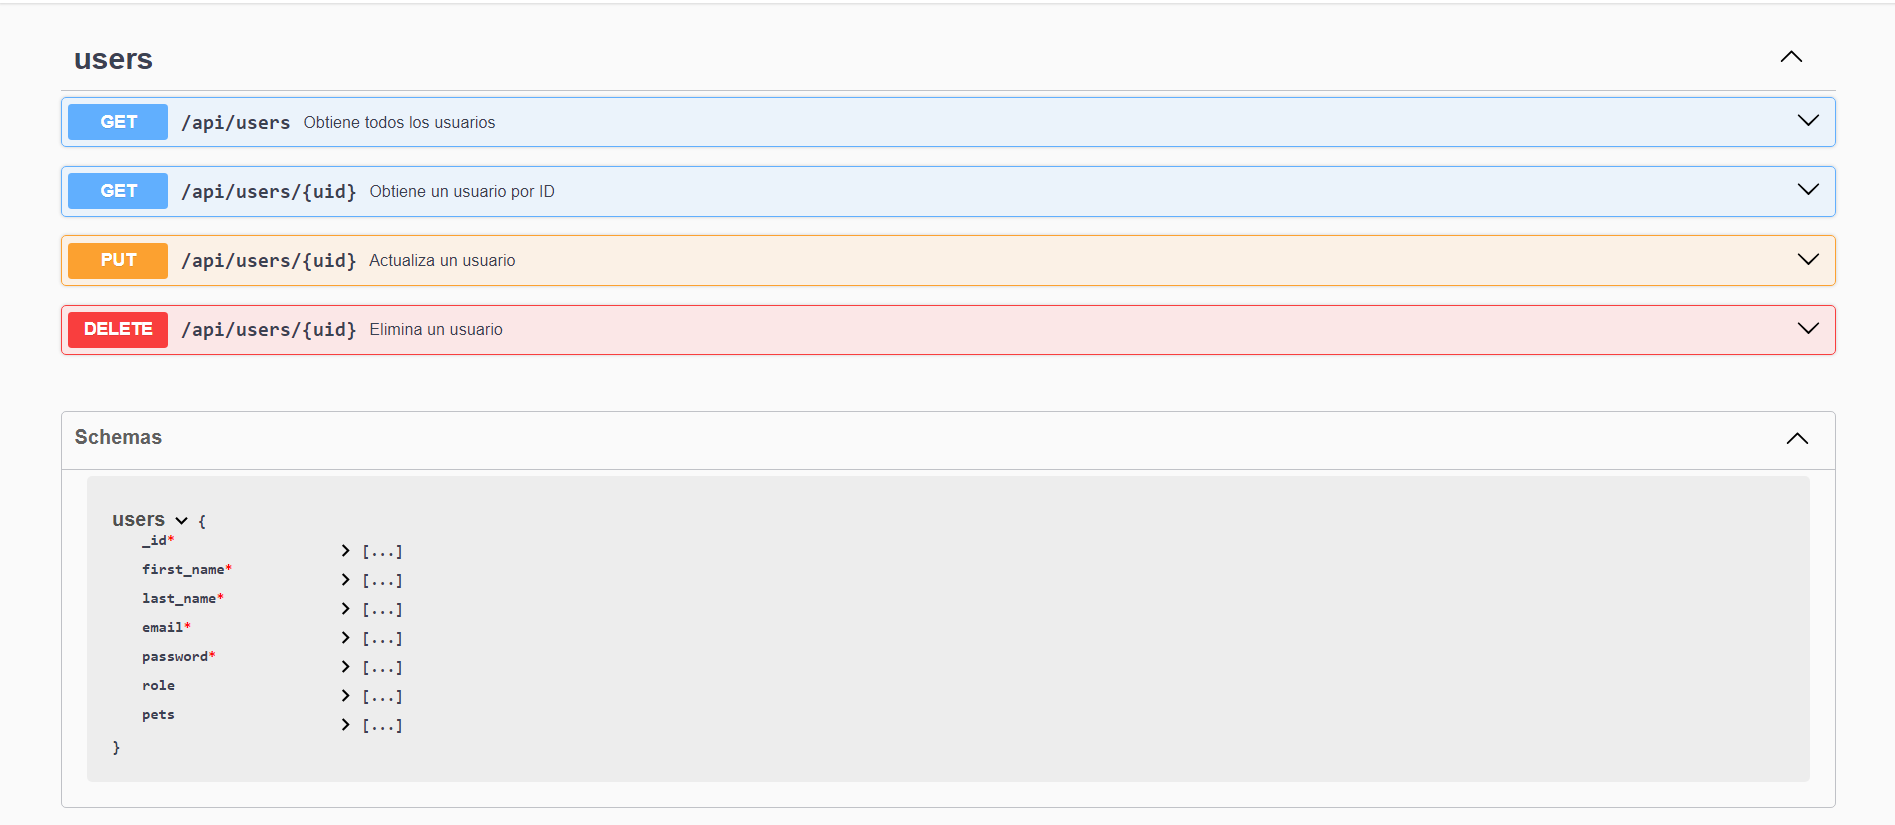 users
GET /api/users Obtiene todos los usuarios
GET /api/users/{uid} Obtiene un usuario por ID
PUT /api/users/{uid} Actualiza un usuario
DELETE /api/users/{uid} Elimina un usuario
Schemas
users {
_id* [...]
first_name* [...]
last_name* [...]
email* [...]
password* [...]
role [...]
pets [...]
}